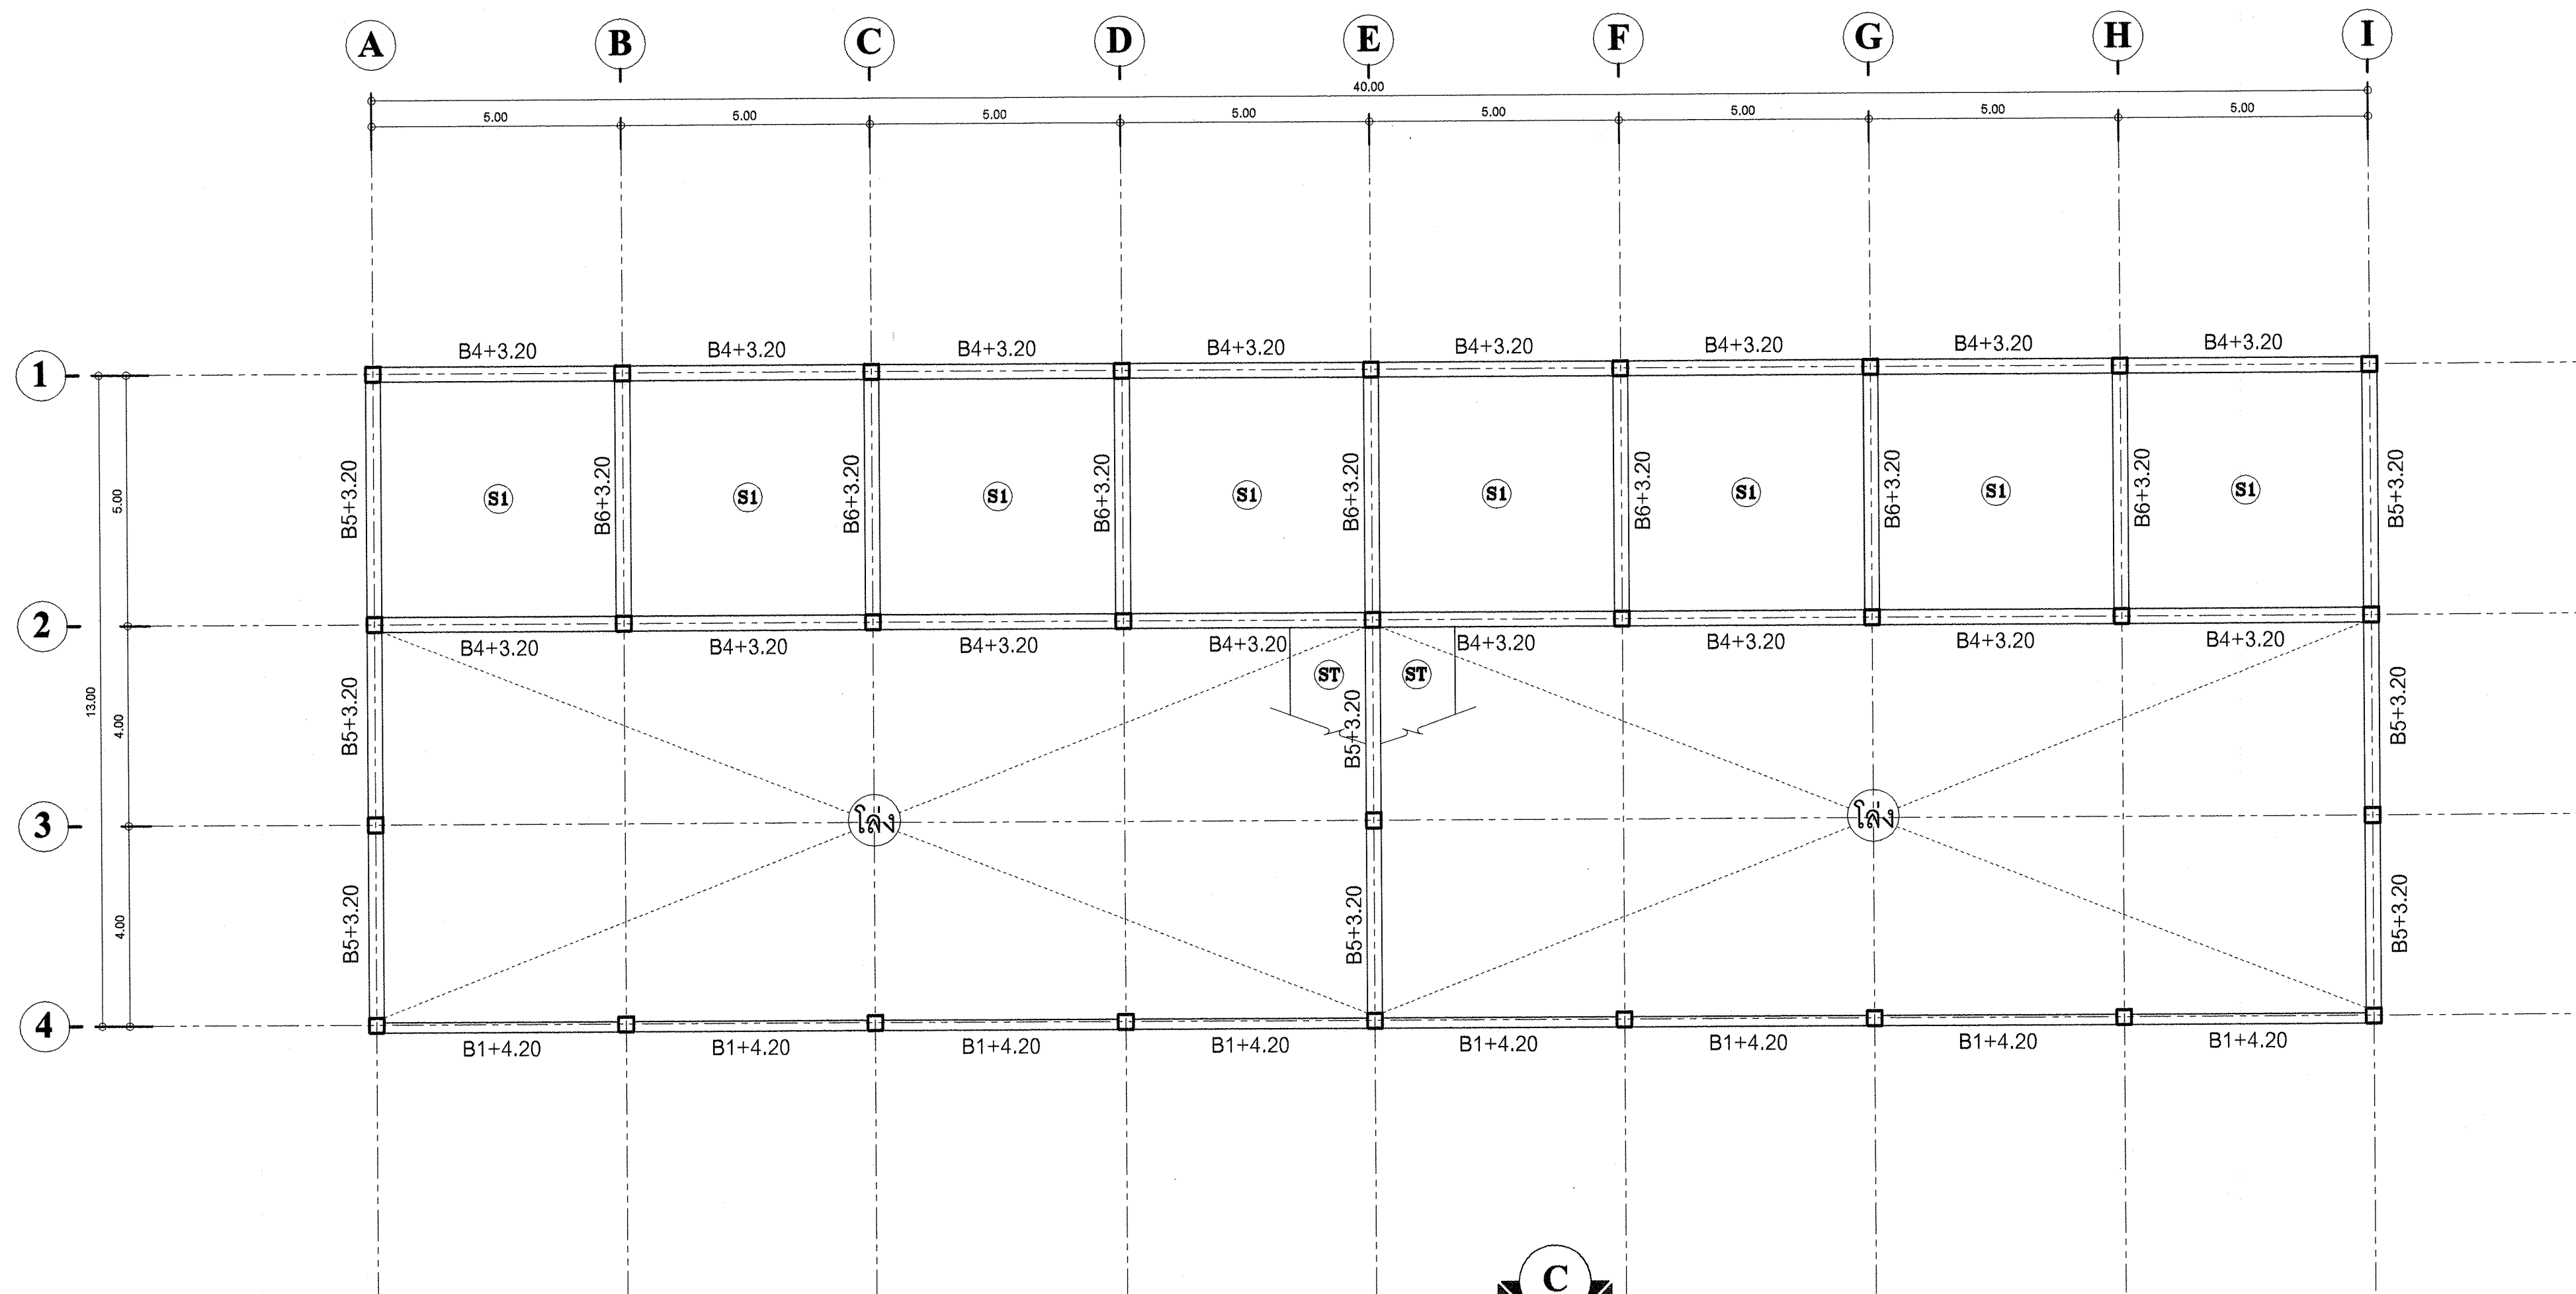 A B C D E F G H I
40.00
5.00 5.00 5.00 5.00 5.00 5.00 5.00 5.00
B4+3.20 B4+3.20 B4+3.20 B4+3.20 B4+3.20 B4+3.20 B4+3.20 B4+3.20
1
B5+3.20 B6+3.20 B6+3.20 B6+3.20 B6+3.20 B6+3.20 B6+3.20 B6+3.20 B5+3.20
5.00
S1 S1 S1 S1 S1 S1 S1 S1
2
B4+3.20 B4+3.20 B4+3.20 B4+3.20 B4+3.20 B4+3.20 B4+3.20 B4+3.20
ST ST
13.00
4.00
B5+3.20 B5+3.20 B5+3.20
3
โล่ง โล่ง
4.00
B5+3.20 B5+3.20 B5+3.20
4
B1+4.20 B1+4.20 B1+4.20 B1+4.20 B1+4.20 B1+4.20 B1+4.20 B1+4.20
C